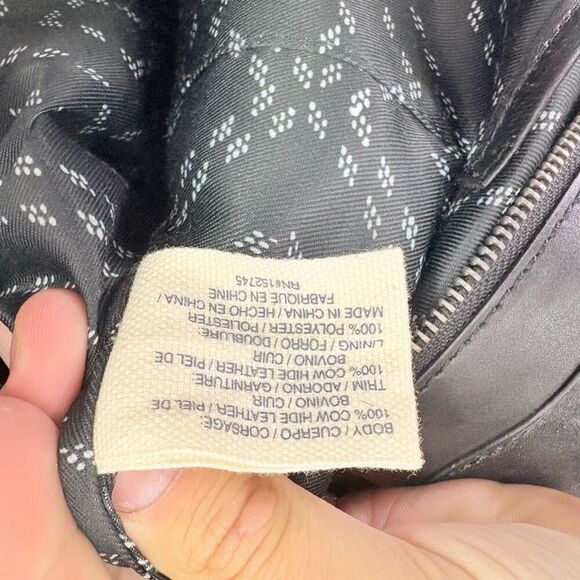 BODY / CUERPO / CORSAGE:
100% COW HIDE LEATHER / PIEL DE
BOVINO / CUIR
TRIM / ADORNO / GARNITURE:
100% COW HIDE LEATHER / PIEL DE
BOVINO / CUIR
LINING / FORRO / DOUBLURE:
100% POLYESTER / POLIESTER
MADE IN CHINA / HECHO EN CHINA /
FABRIQUE EN CHINE
RN#152745